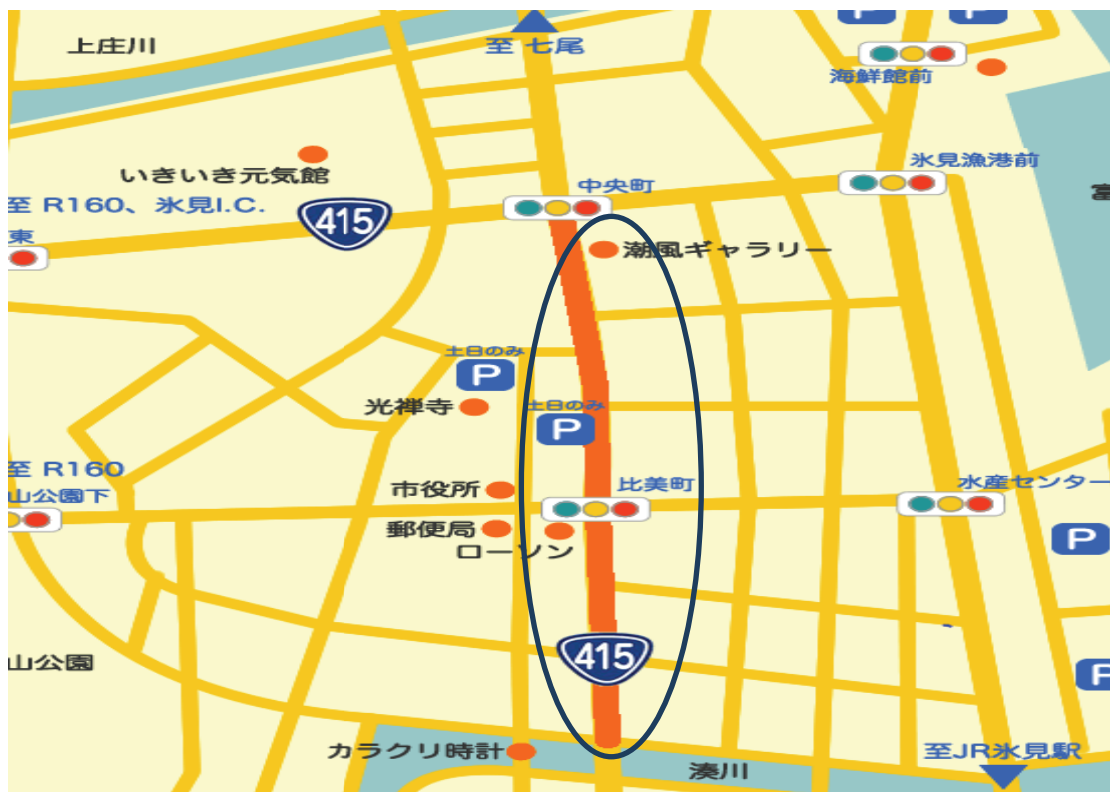 上庄川
至 七尾
海鮮館前
いきいき元気館
中央町
氷見漁港前
至 R160、氷見I.C.
415
東
潮風ギャラリー
富
土日のみ
P
光禅寺
土日のみ
P
至 R160
山公園下
市役所
比美町
水産センター
郵便局
ローソン
P
415
山公園
P
カラクリ時計
湊川
至JR氷見駅